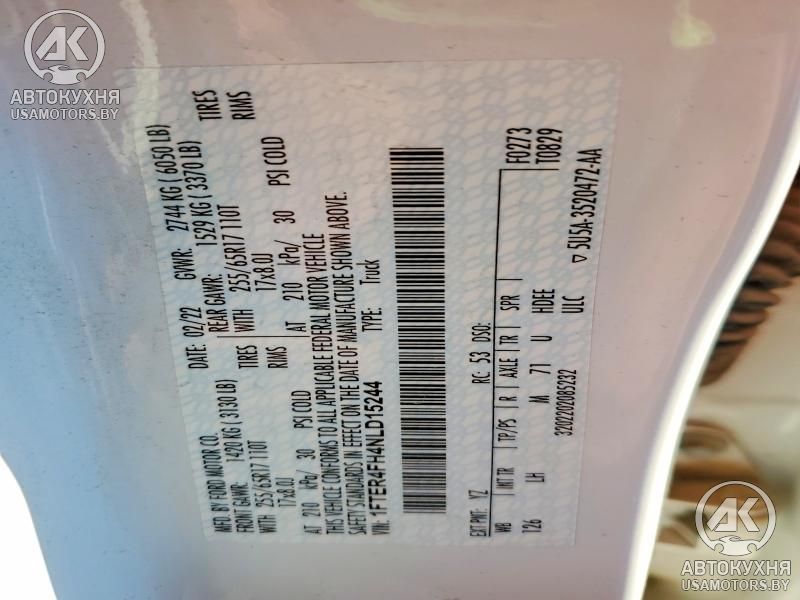 AK
АВТОКУХНЯ
USAMOTORS.BY
MFD. BY FORD MOTOR CO.
DATE: 02/22 GVWR: 2744 KG ( 6050 LB)
FRONT GAWR: 1420 KG ( 3130 LB) REAR GAWR: 1529 KG ( 3370 LB)
WITH 255/65R17 110T TIRES WITH 255/65R17 110T TIRES
17x8.0J RIMS 17x8.0J RIMS
AT 210 kPa/ 30 PSI COLD AT 210 kPa/ 30 PSI COLD
THIS VEHICLE CONFORMS TO ALL APPLICABLE FEDERAL MOTOR VEHICLE
SAFETY STANDARDS IN EFFECT ON THE DATE OF MANUFACTURE SHOWN ABOVE.
VIN: 1FTER4FH4NLD15244 TYPE: Truck
F0273
T0829
EXT PNT: YZ RC: 53 DSO:
WB INT TR TP/PS R AXLE TR SPR
126 LH M 71 U HDEE
3202202085232 ULC
▽ 5U5A-3520472-AA
AK
АВТОКУХНЯ
USAMOTORS.BY